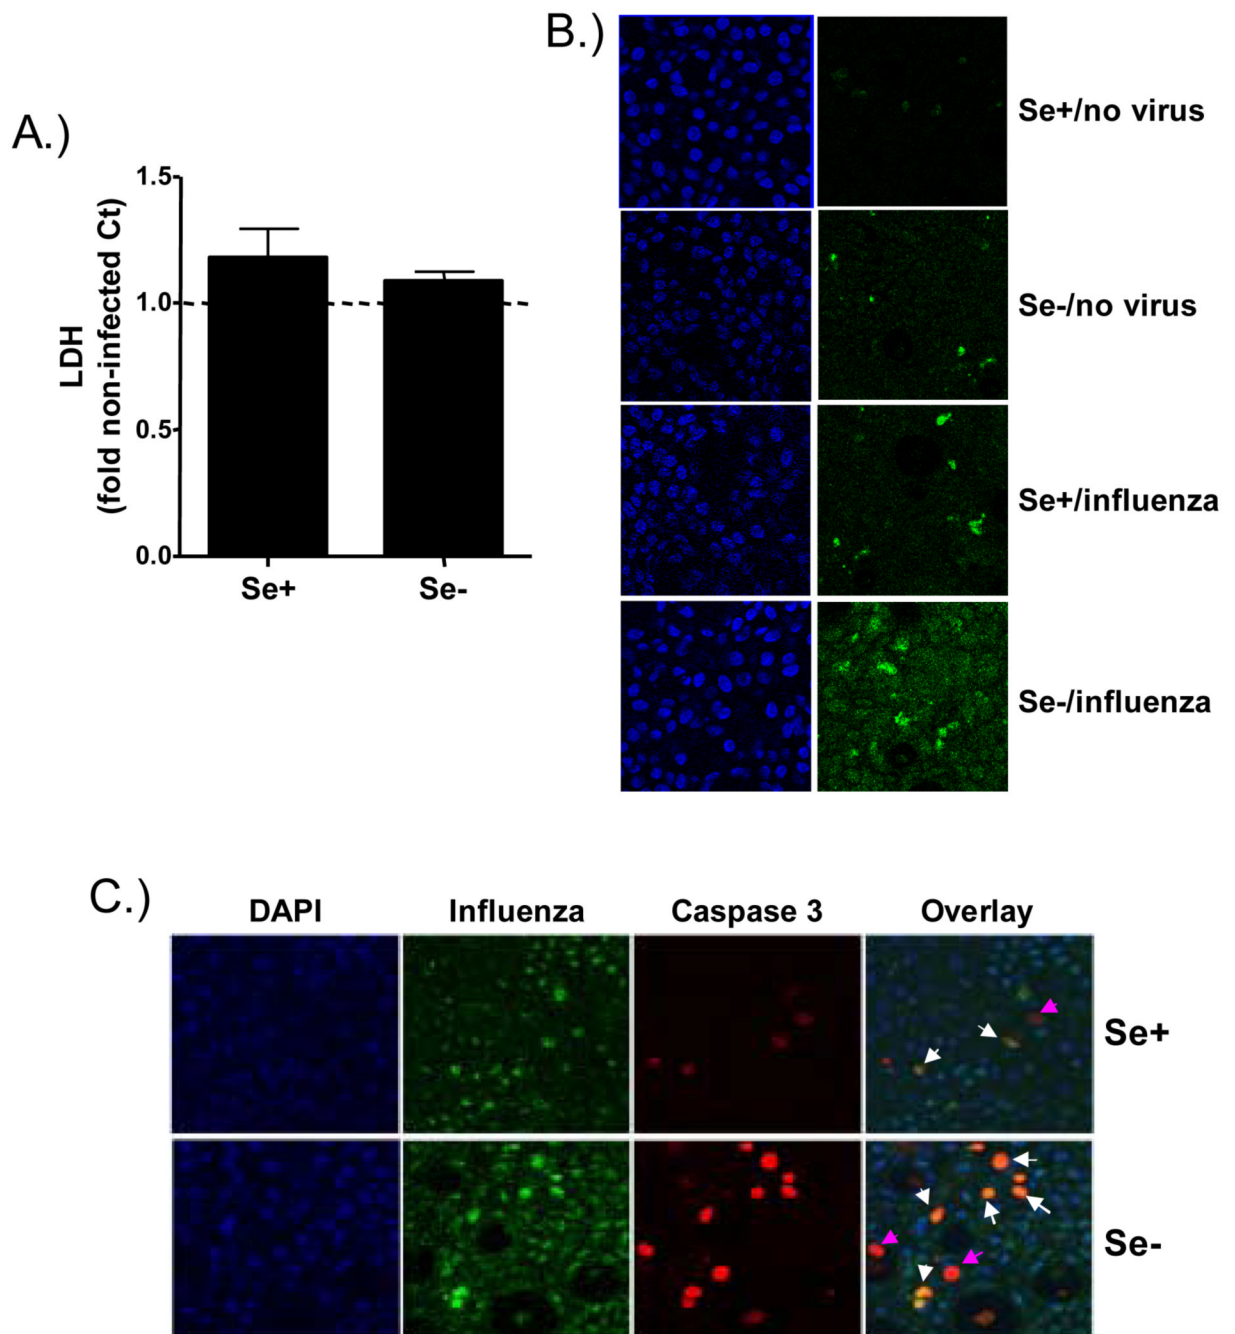 A.)
1.5
1.0
0.5
0.0
LDH
(fold non-infected Ct)
Se+ Se-
B.)
Se+/no virus
Se-/no virus
Se+/influenza
Se-/influenza
C.)
DAPI Influenza Caspase 3 Overlay
Se+
Se-